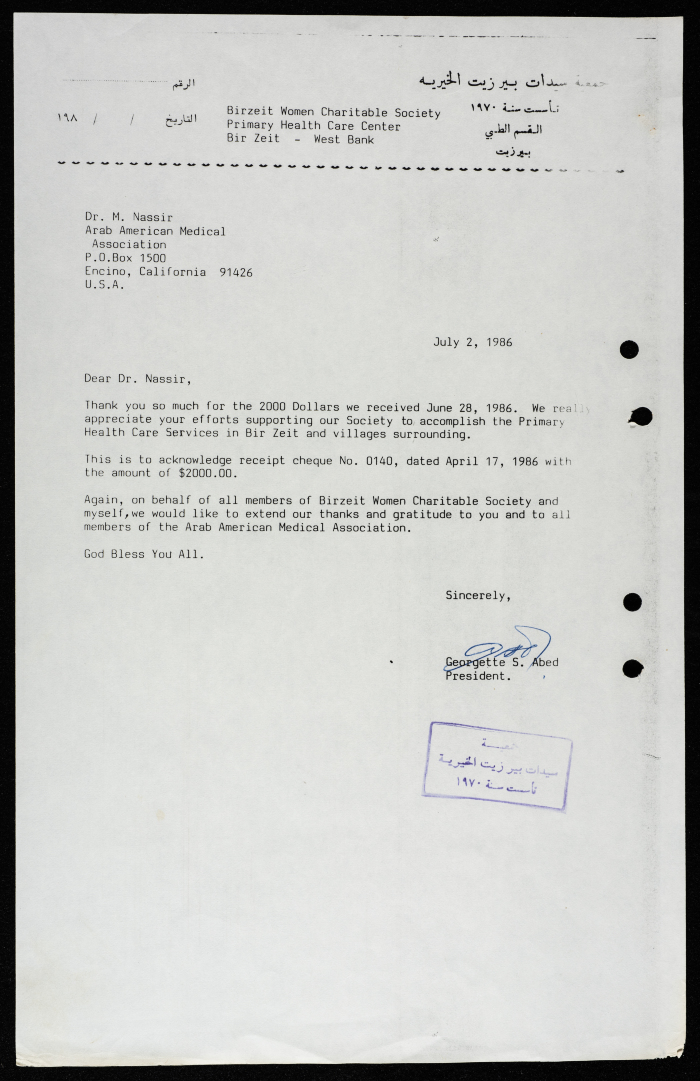 جمعية سيدات بير زيت الخيريه
تأسست سنة ١٩٧٠
القسم الطبي
بير زيت
الرقم
التاريخ / / ١٩٨
Birzeit Women Charitable Society
Primary Health Care Center
Bir Zeit - West Bank
Dr. M. Nassir
Arab American Medical
Association
P.O.Box 1500
Encino, California 91426
U.S.A.
July 2, 1986
Dear Dr. Nassir,
Thank you so much for the 2000 Dollars we received June 28, 1986. We really
appreciate your efforts supporting our Society to accomplish the Primary
Health Care Services in Bir Zeit and villages surrounding.
This is to acknowledge receipt cheque No. 0140, dated April 17, 1986 with
the amount of $2000.00.
Again, on behalf of all members of Birzeit Women Charitable Society and
myself,we would like to extend our thanks and gratitude to you and to all
members of the Arab American Medical Association.
God Bless You All.
Sincerely,
Georgette S. Abed
President.
جمعية
سيدات بير زيت الخيرية
تأسست سنة ١٩٧٠